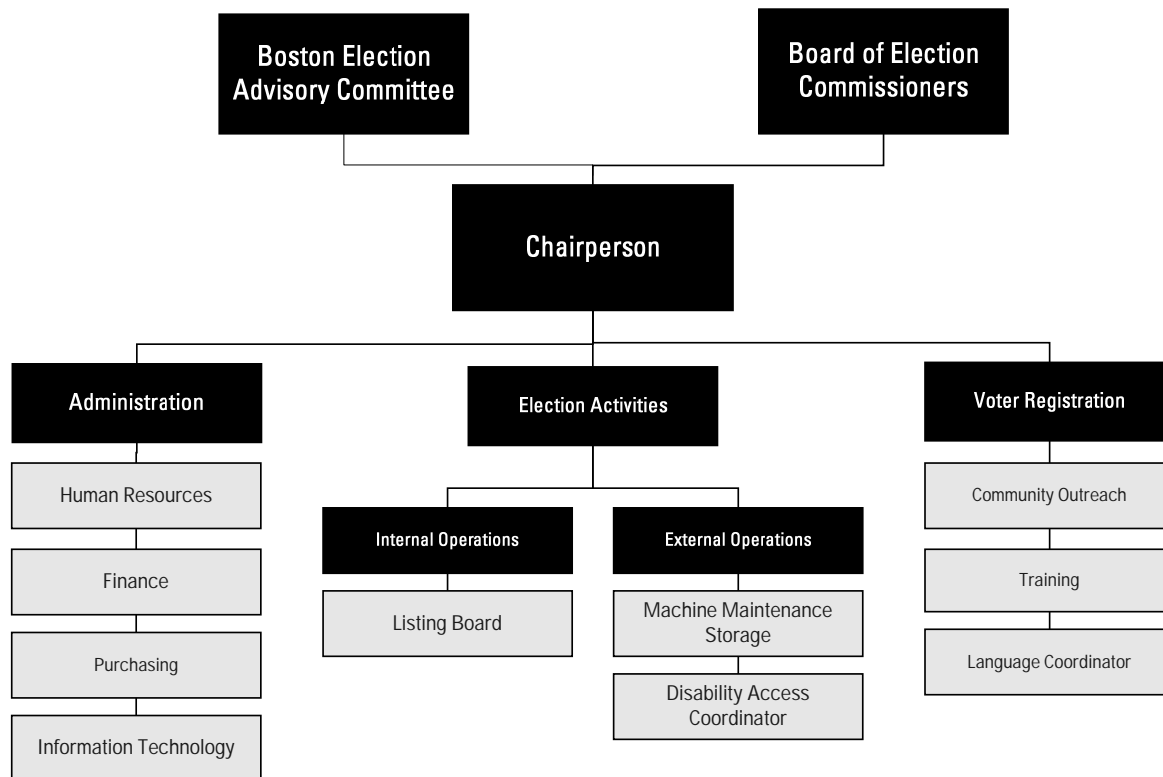 Boston Election
Advisory Committee
Board of Election
Commissioners
Chairperson
Administration
Election Activities
Voter Registration
Human Resources
Finance
Purchasing
Information Technology
Internal Operations
Listing Board
External Operations
Machine Maintenance
Storage
Disability Access
Coordinator
Community Outreach
Training
Language Coordinator